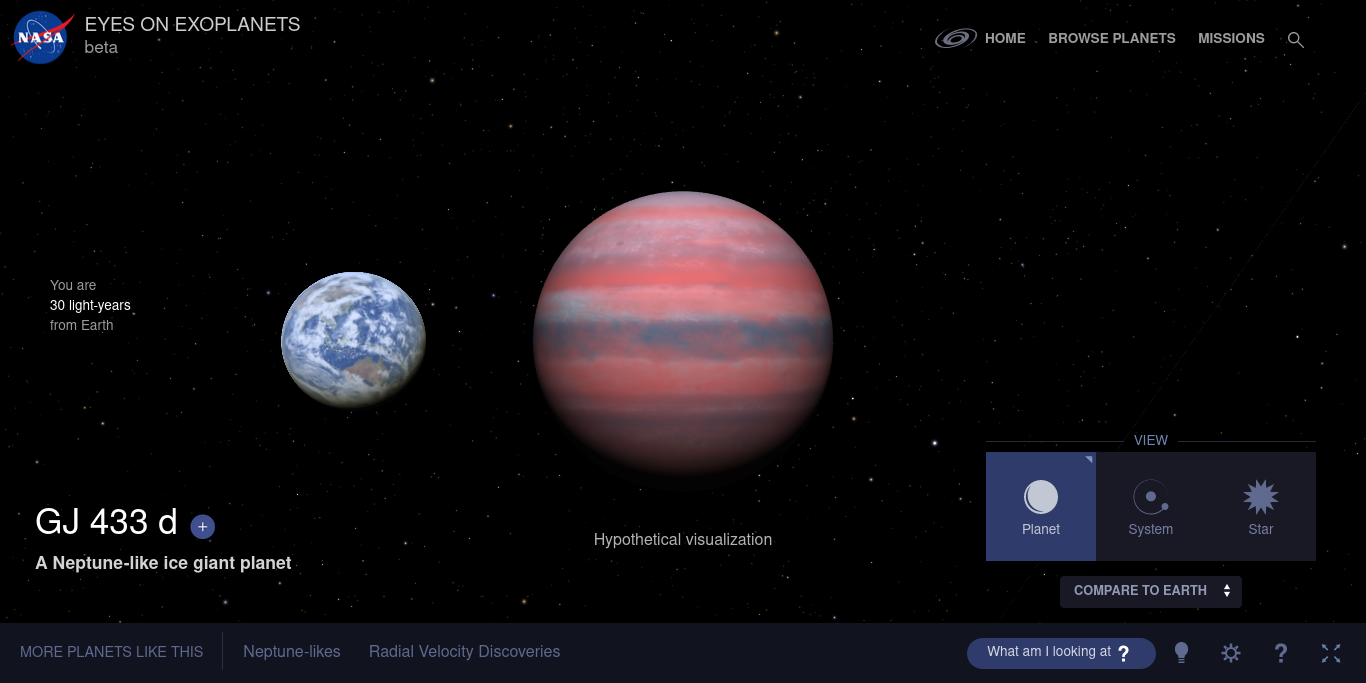 NASA
EYES ON EXOPLANETS
beta
HOME
BROWSE PLANETS
MISSIONS
You are
30 light-years
from Earth
VIEW
Planet
System
Star
GJ 433 d +
A Neptune-like ice giant planet
Hypothetical visualization
COMPARE TO EARTH
MORE PLANETS LIKE THIS
Neptune-likes
Radial Velocity Discoveries
What am I looking at ?
?